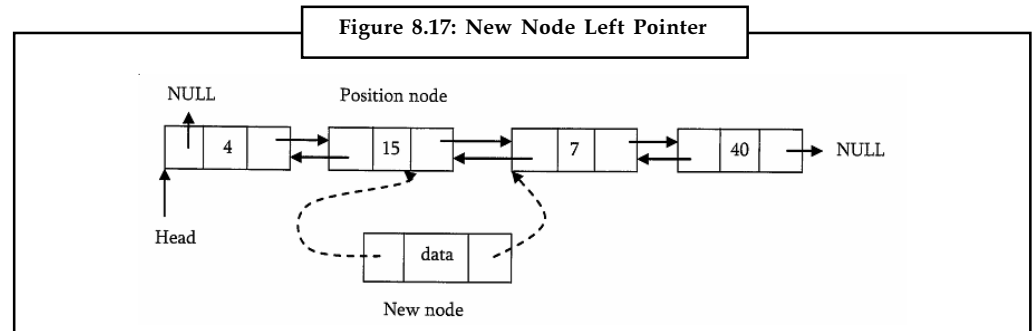 Figure 8.17: New Node Left Pointer
NULL
Position node
4
15
7
40
NULL
Head
data
New node